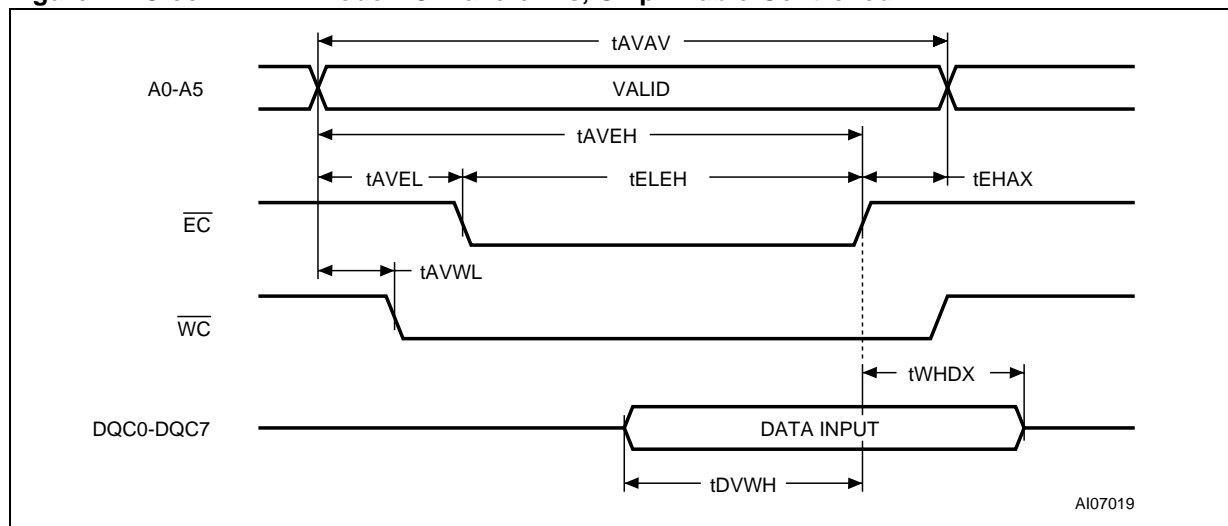 tAVAV
A0-A5
VALID
tAVEH
tAVEL
tELEH
tEHAX
EC
tAVWL
WC
tWHDX
DQC0-DQC7
DATA INPUT
tDVWH
AI07019